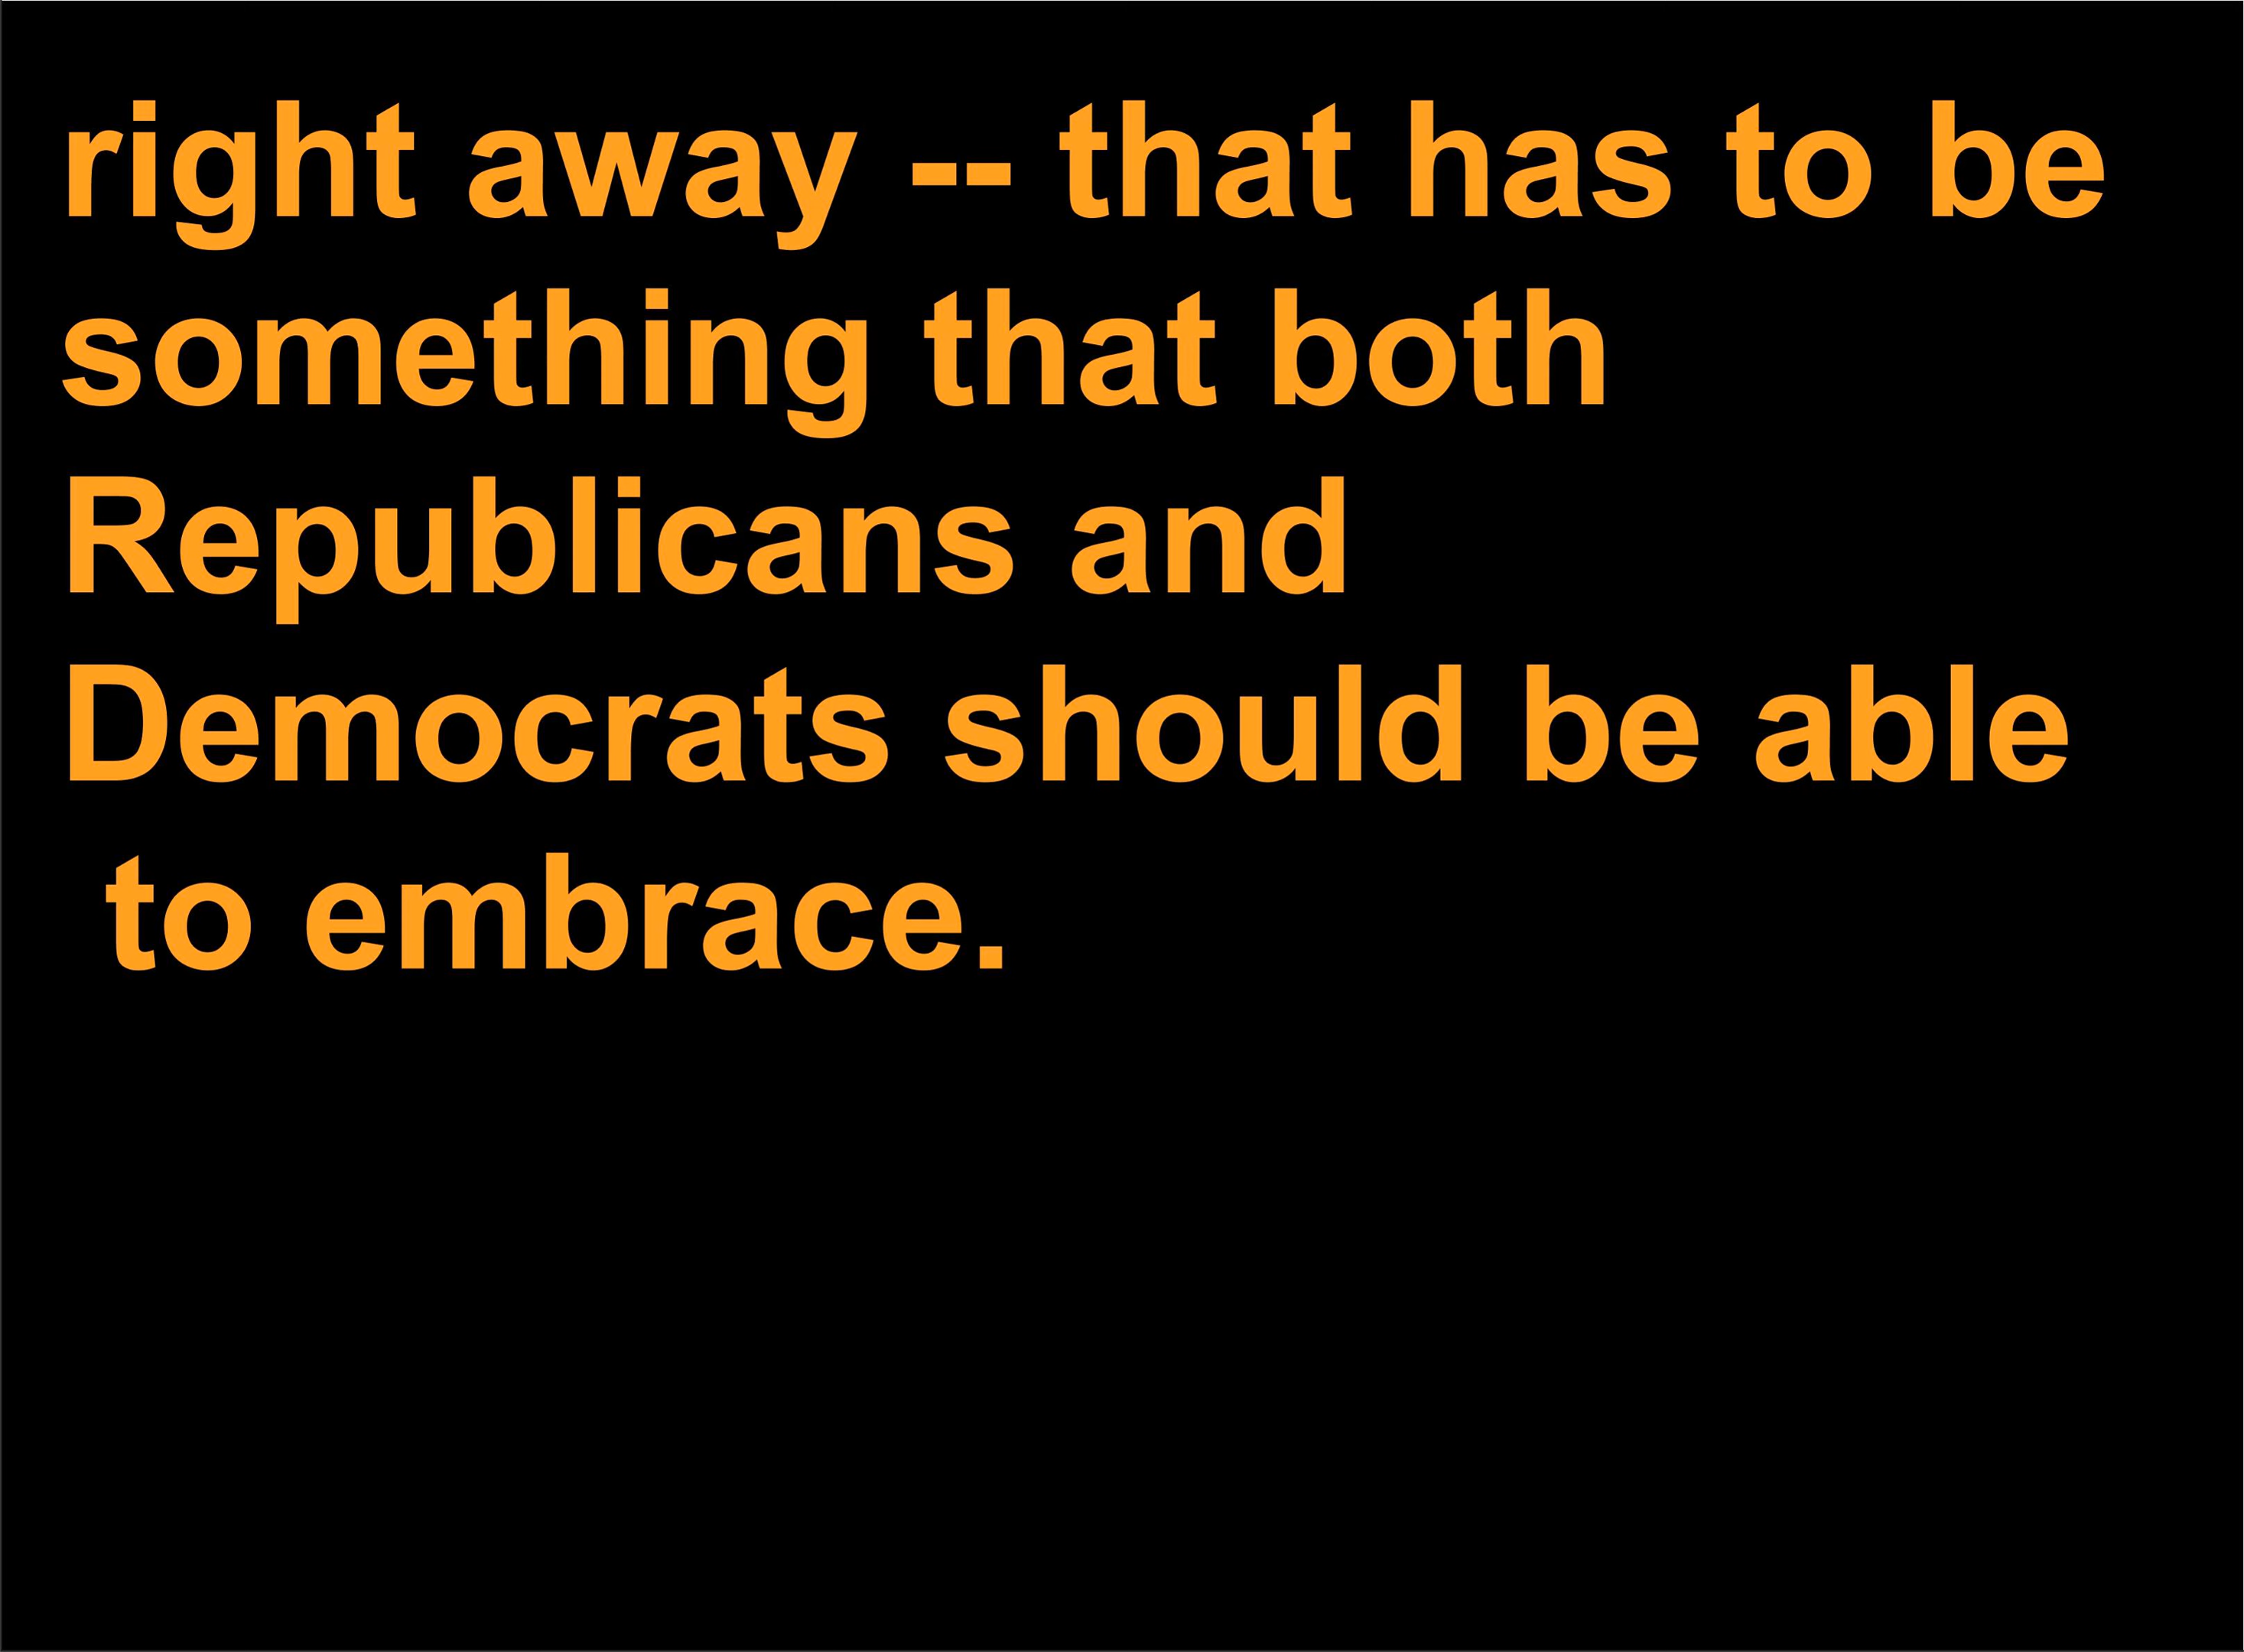 right away -- that has to be
something that both
Republicans and
Democrats should be able
to embrace.